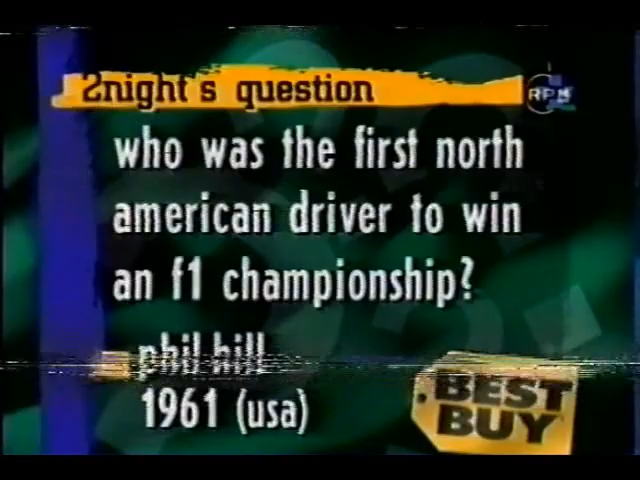 2night's question
RPM
who was the first north
american driver to win
an f1 championship?
phil hill
1961 (usa)
BEST
BUY